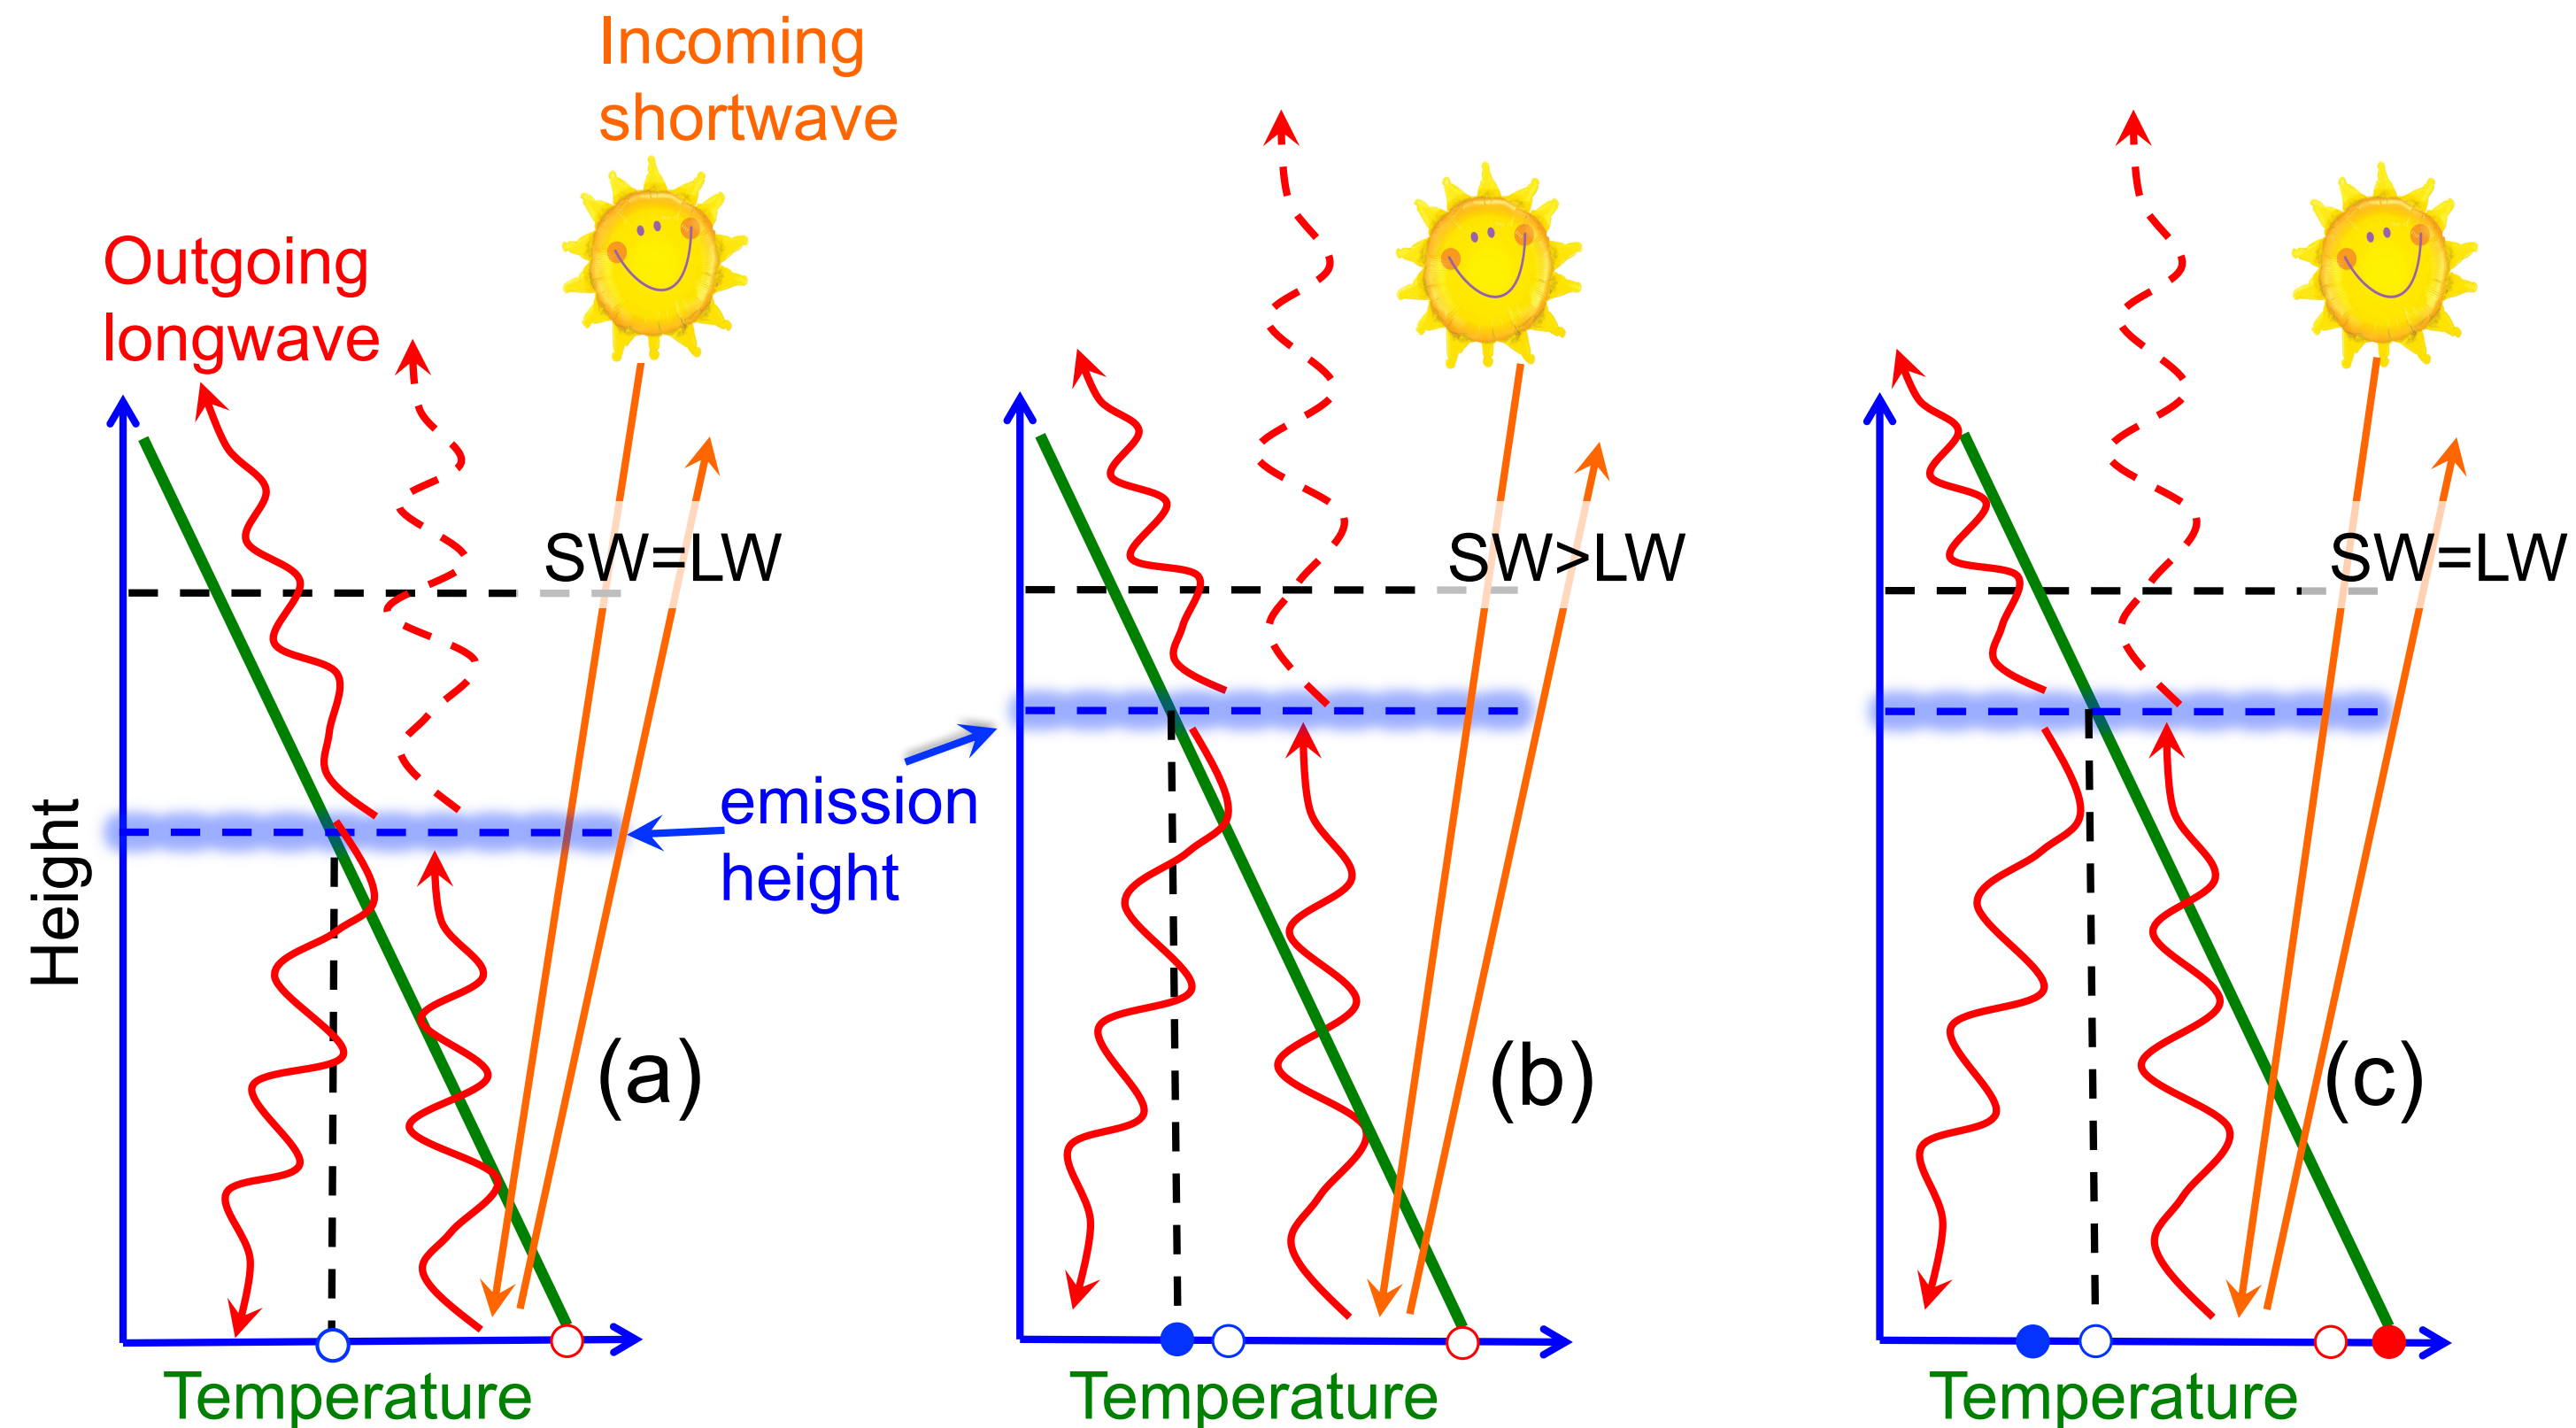 Incoming
shortwave
Outgoing
longwave
SW=LW
SW>LW
SW=LW
emission
height
Height
(a)
(b)
(c)
Temperature
Temperature
Temperature